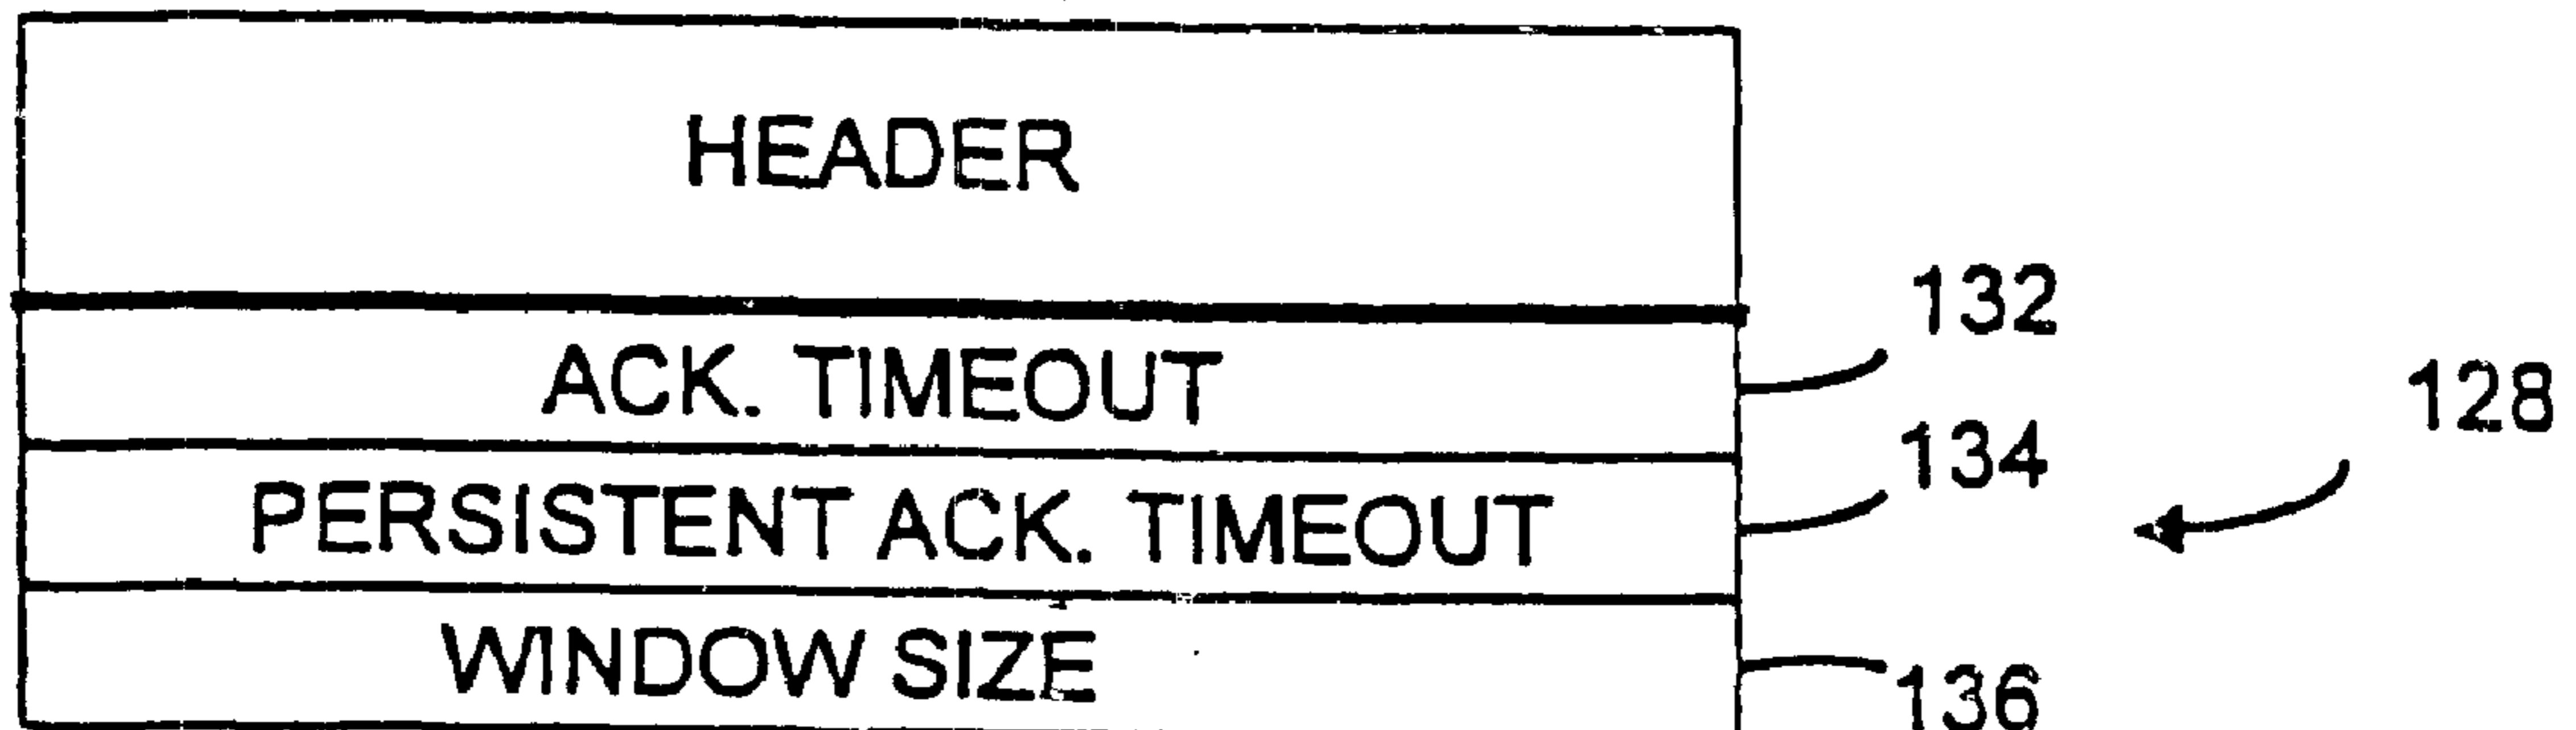 HEADER
132
ACK. TIMEOUT
128
134
PERSISTENT ACK. TIMEOUT
WINDOW SIZE
136